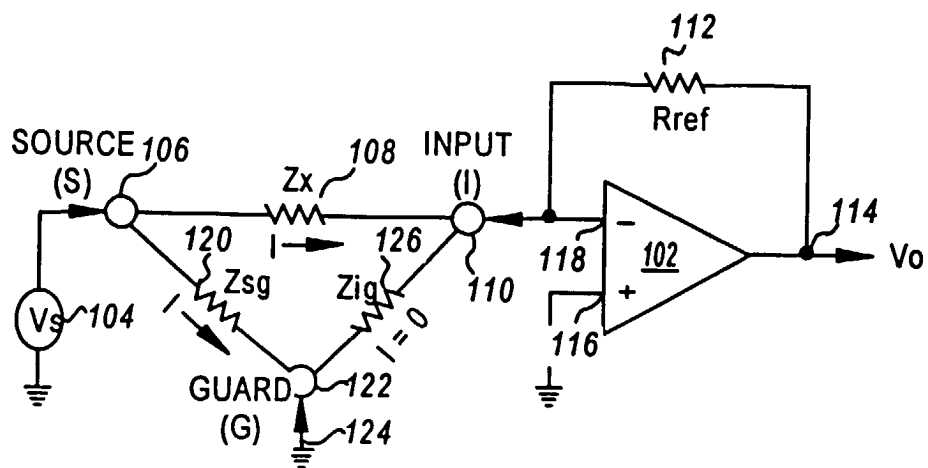 112
Rref
SOURCE
(S)
106
108
Zx
INPUT
(I)
I
120
Zsg
I
126
Zig
I = 0
110
118
−
102
+
116
114
Vo
Vs
104
GUARD
(G)
122
124